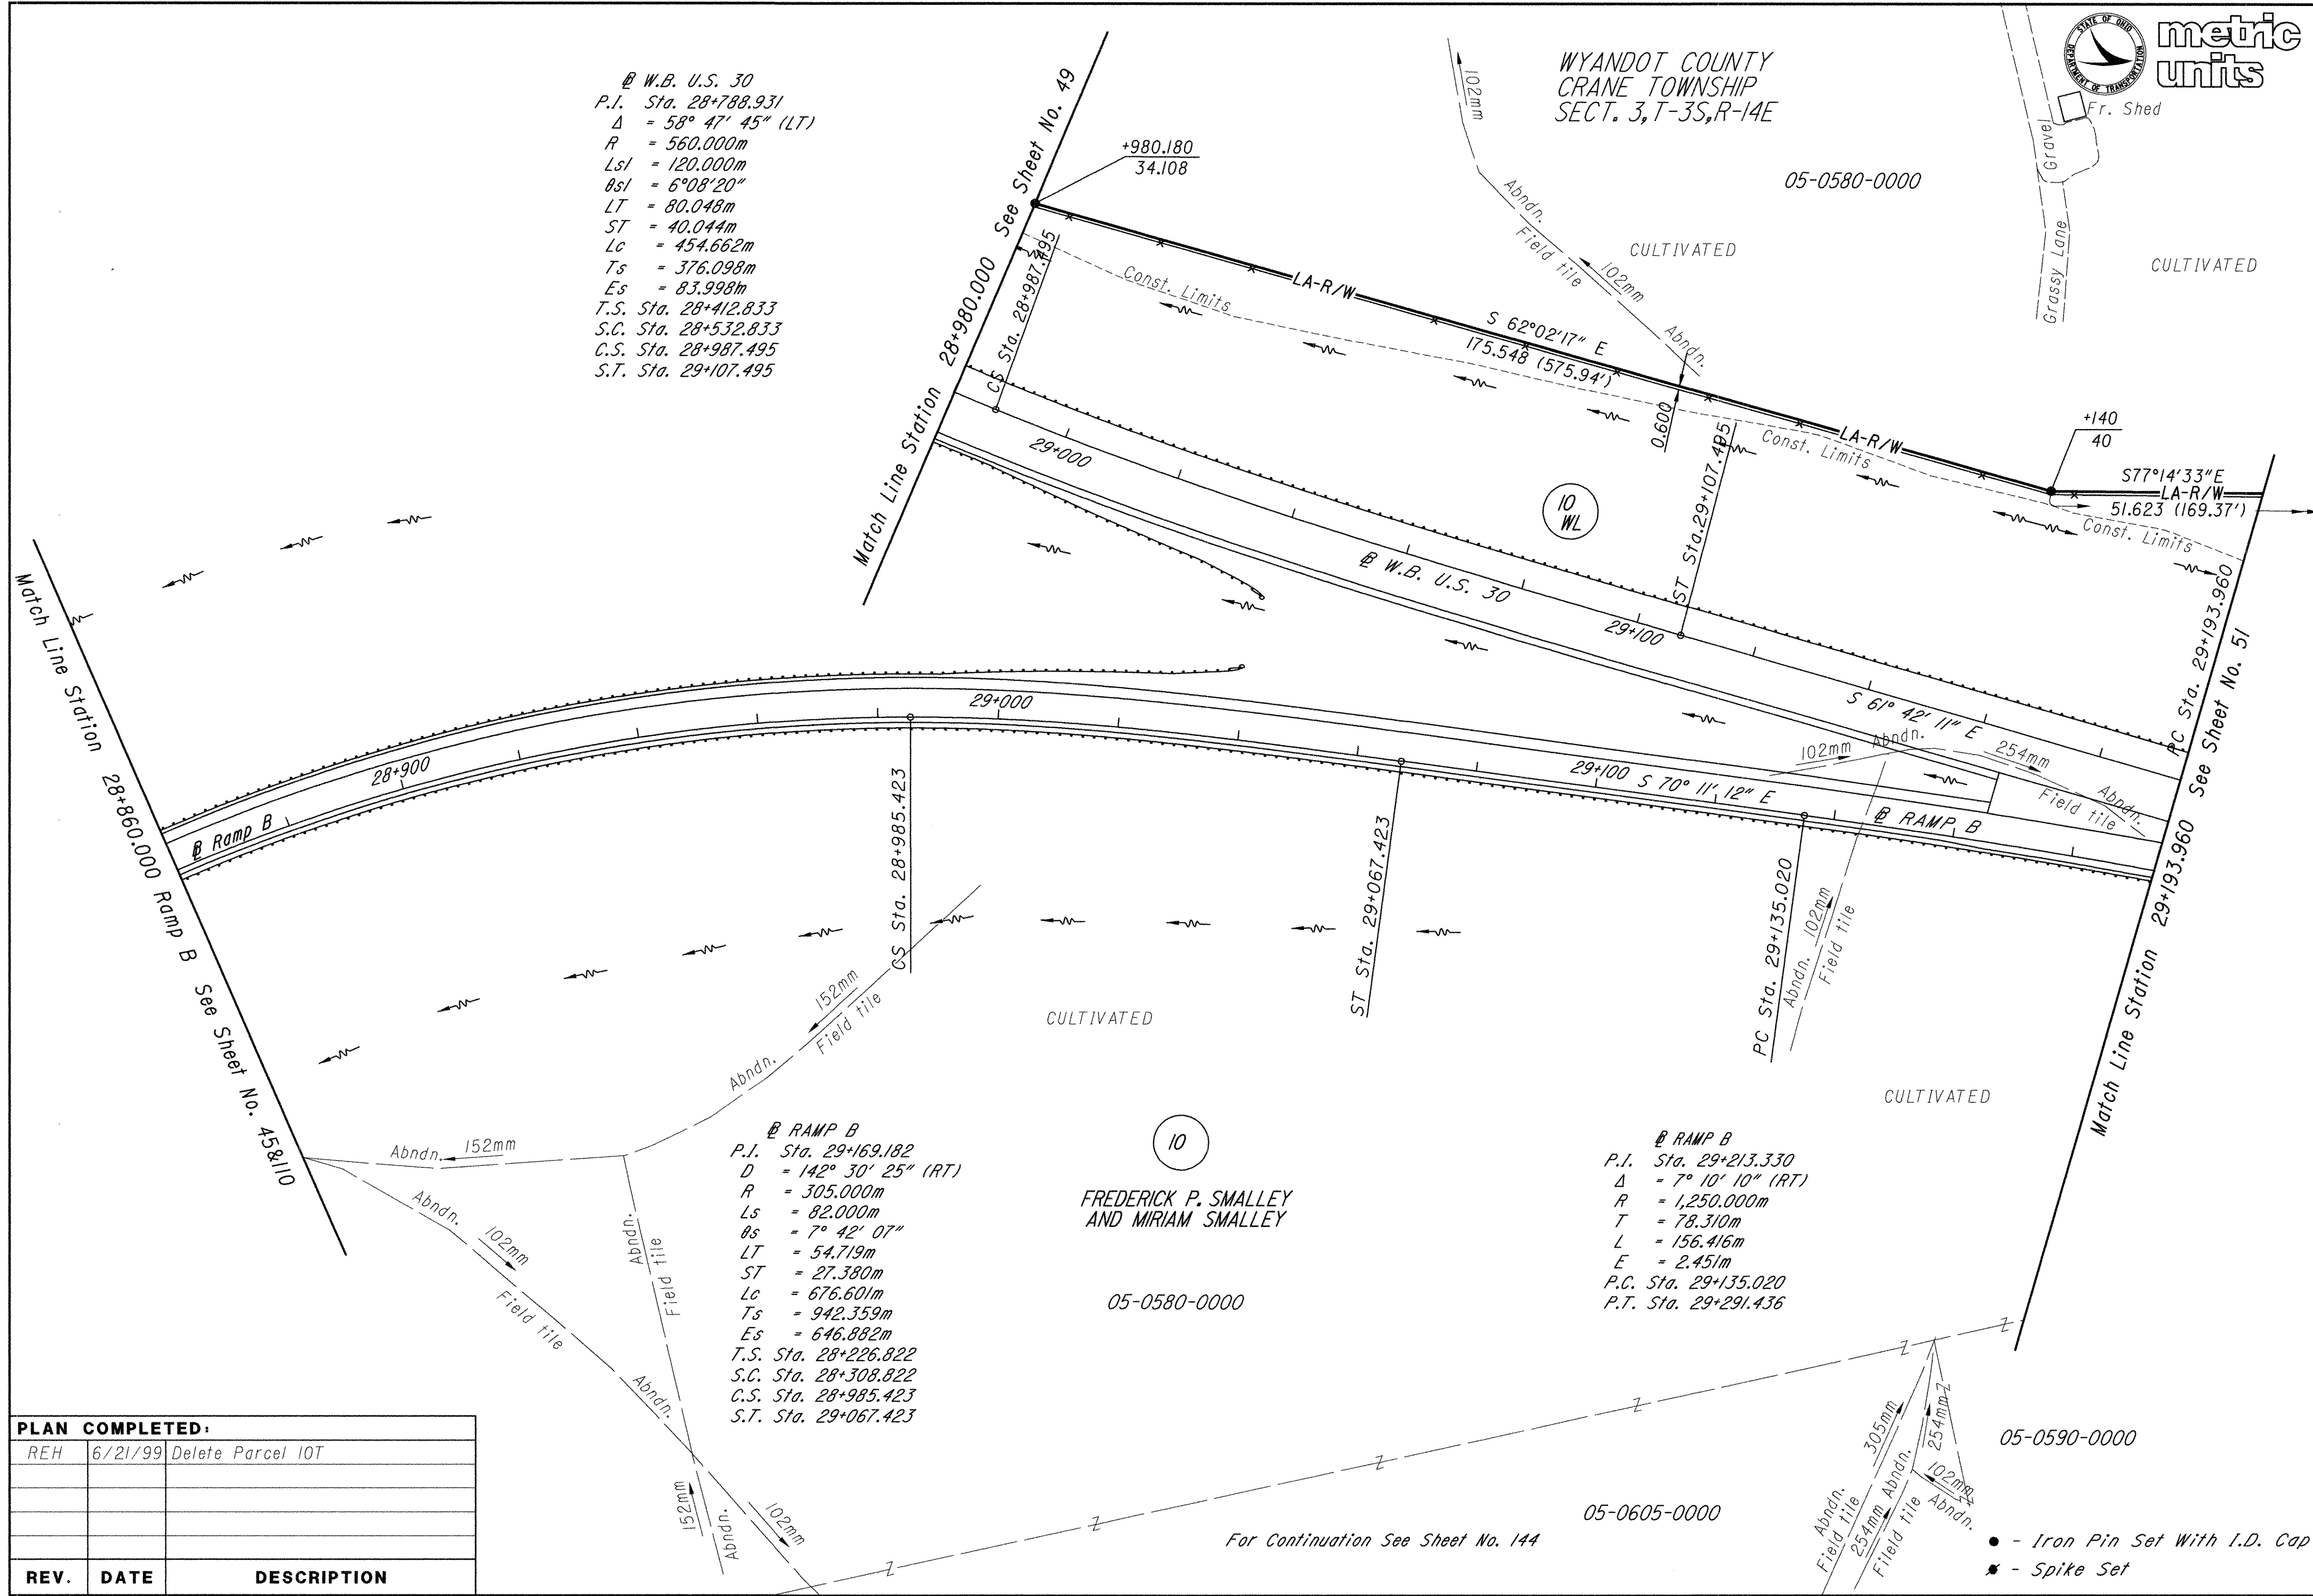 ℄ W.B. U.S. 30
P.I. Sta. 28+788.931
Δ = 58° 47' 45" (LT)
R = 560.000m
Lsl = 120.000m
θsl = 6°08'20"
LT = 80.048m
ST = 40.044m
Lc = 454.662m
Ts = 376.098m
Es = 83.998m
T.S. Sta. 28+412.833
S.C. Sta. 28+532.833
C.S. Sta. 28+987.495
S.T. Sta. 29+107.495
WYANDOT COUNTY
CRANE TOWNSHIP
SECT. 3,T-3S,R-14E
STATE OF OHIO
DEPARTMENT OF TRANSPORTATION
metric
units
Fr. Shed
Gravel
Grassy Lane
05-0580-0000
CULTIVATED
CULTIVATED
102mm
Abndn.
Field tile
102mm
Abndn.
+980.180
34.108
Match Line Station 28+980.000 See Sheet No. 49
CS Sta. 28+987.495
Const. Limits
LA-R/W
S 62°02'17" E
175.548 (575.94')
0.600
LA-R/W
Const. Limits
+140
40
S77°14'33"E
LA-R/W
51.623 (169.37')
Const. Limits
29+000
10
WL
ST Sta.29+107.495
℄ W.B. U.S. 30
29+100
S 61° 42' 11" E
PC Sta. 29+193.960
Match Line Station 29+193.960 See Sheet No. 51
Match Line Station 28+860.000 Ramp B See Sheet No. 45&110
℄ Ramp B
28+900
29+000
29+100
S 70° 11' 12" E
℄ RAMP B
102mm
Abndn.
254mm
Field tile
Abndn.
CS Sta. 28+985.423
ST Sta. 29+067.423
PC Sta. 29+135.020
Abndn. 102mm
Field tile
152mm
Field tile
Abndn.
CULTIVATED
CULTIVATED
Abndn. 152mm
Abndn.
102mm
Field tile
Abndn.
Abndn.
Field tile
152mm
Abndn.
102mm
℄ RAMP B
P.I. Sta. 29+169.182
D = 142° 30' 25" (RT)
R = 305.000m
Ls = 82.000m
θs = 7° 42' 07"
LT = 54.719m
ST = 27.380m
Lc = 676.601m
Ts = 942.359m
Es = 646.882m
T.S. Sta. 28+226.822
S.C. Sta. 28+308.822
C.S. Sta. 28+985.423
S.T. Sta. 29+067.423
10
FREDERICK P. SMALLEY
AND MIRIAM SMALLEY
05-0580-0000
℄ RAMP B
P.I. Sta. 29+213.330
Δ = 7° 10' 10" (RT)
R = 1,250.000m
T = 78.310m
L = 156.416m
E = 2.451m
P.C. Sta. 29+135.020
P.T. Sta. 29+291.436
305mm
Abndn.
Field tile
254mm Abndn.
Fileld tile
254mm
102mm
Abndn.
05-0590-0000
05-0605-0000
For Continuation See Sheet No. 144
- Iron Pin Set With I.D. Cap
- Spike Set
PLAN COMPLETED:
REH 6/21/99 Delete Parcel 10T
REV. DATE DESCRIPTION